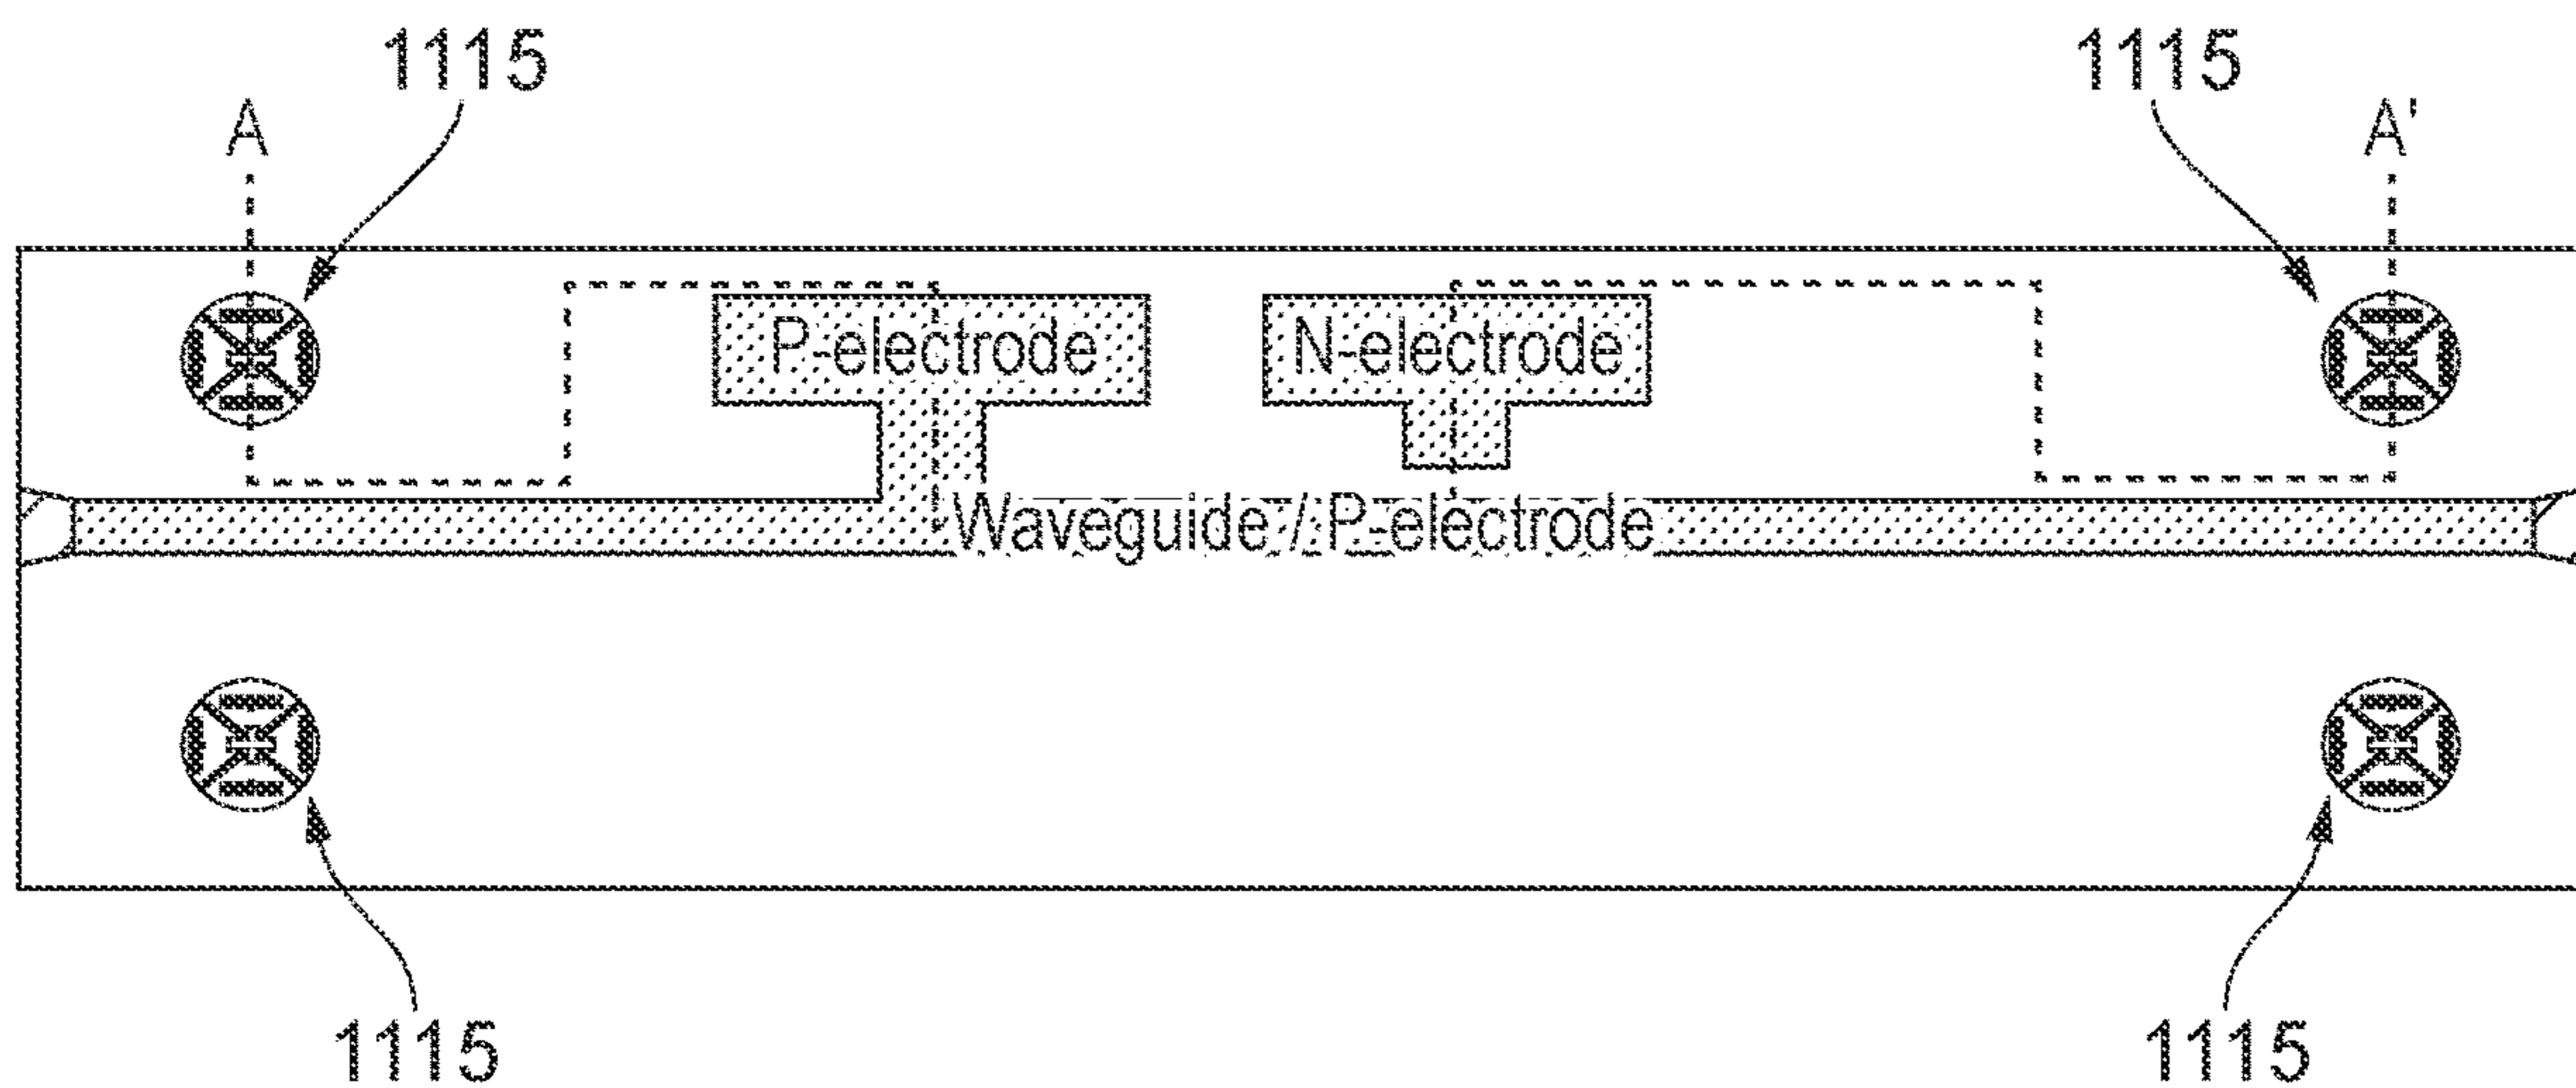 1115 1115
A A'
P-electrode N-electrode
Waveguide / P-electrode
1115 1115